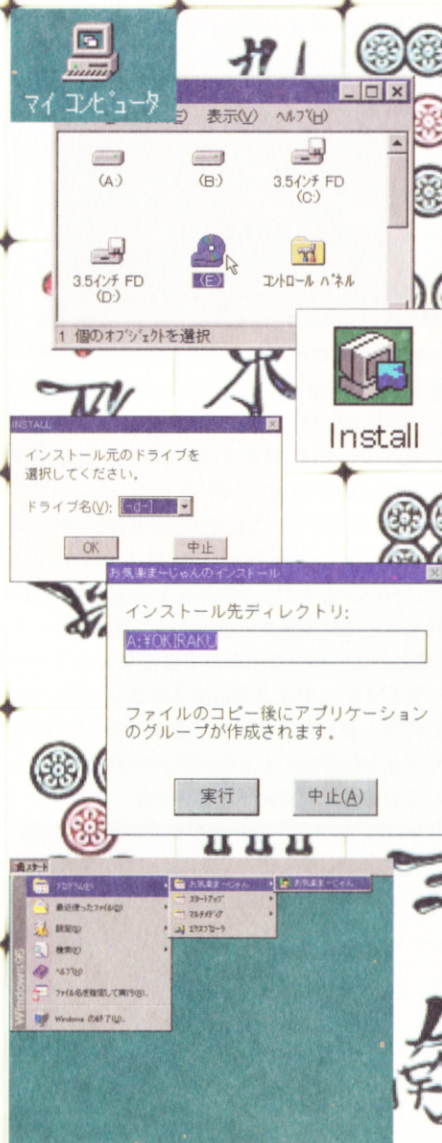 マイ コンピュータ
表示(V) ヘルプ(H)
(A:)
(B:)
3.5インチ FD
(C:)
3.5インチ FD
(D:)
(E:)
コントロール パネル
1 個のオブジェクトを選択
Install
INSTALL
インストール元のドライブを
選択してください。
ドライブ名(V): [-d-]
OK
中止
お気楽まーじゃんのインストール
インストール先ディレクトリ:
A:¥OKIRAKU
ファイルのコピー後にアプリケーション
のグループが作成されます。
実行
中止(A)
スタート
プログラム(P)
お気楽まーじゃん
お気楽まーじゃん
最近使ったファイル(D)
スタートアップ
設定(S)
マルチメディア
検索(F)
エクスプローラ
ヘルプ(H)
ファイル名を指定して実行(R)...
Windows の終了(U)...
Windows95